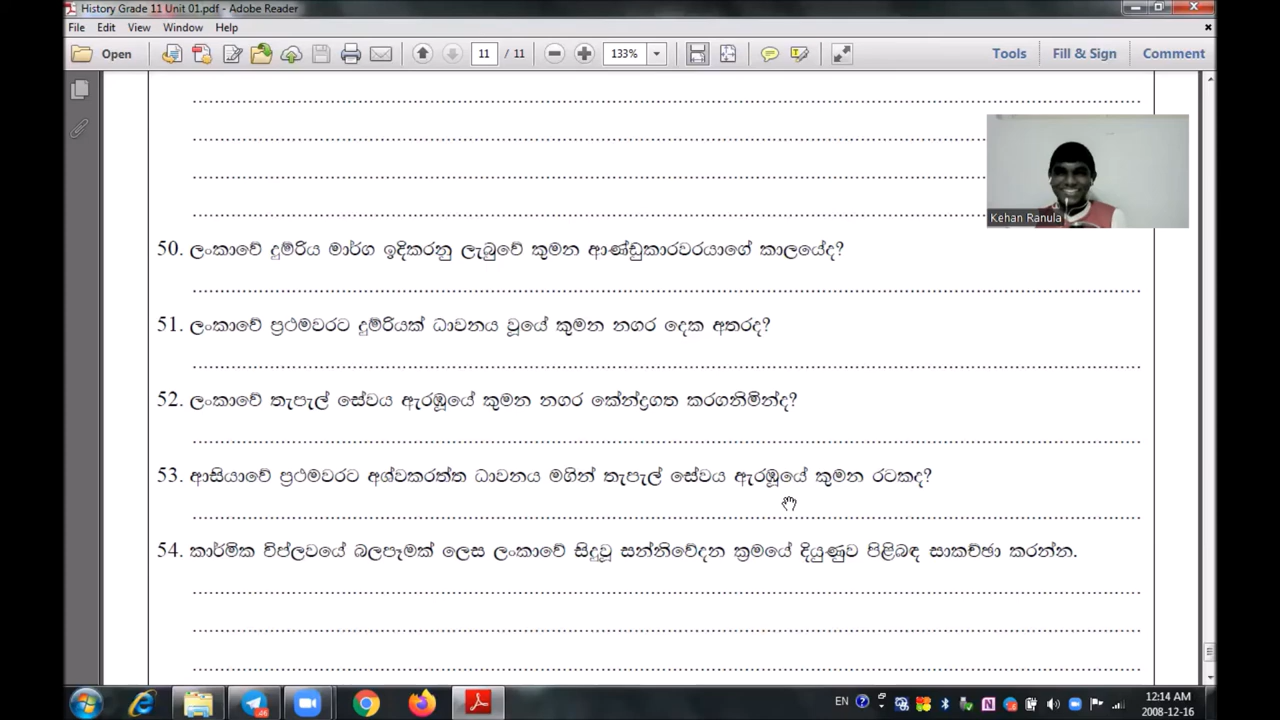 History Grade 11 Unit 01.pdf - Adobe Reader
File Edit View Window Help
Open 11 / 11 133% Tools Fill & Sign Comment
Kehan Ranula
50. ලංකාවේ දුම්රිය මාර්ග ඉදිකරනු ලැබුවේ කුමන ආණ්ඩුකාරවරයාගේ කාලයේද?
51. ලංකාවේ ප්‍රථමවරට දුම්රියක් ධාවනය වූයේ කුමන නගර දෙක අතරද?
52. ලංකාවේ තැපැල් සේවය ඇරඹූයේ කුමන නගර කේන්ද්‍රගත කරගනිමින්ද?
53. ආසියාවේ ප්‍රථමවරට අශ්වකරත්ත ධාවනය මගින් තැපැල් සේවය ඇරඹූයේ කුමන රටකද?
54. කාර්මික විප්ලවයේ බලපෑමක් ලෙස ලංකාවේ සිදුවූ සන්නිවේදන ක්‍රමයේ දියුණුව පිළිබඳ සාකච්ඡා කරන්න.
EN 12:14 AM
2008-12-16